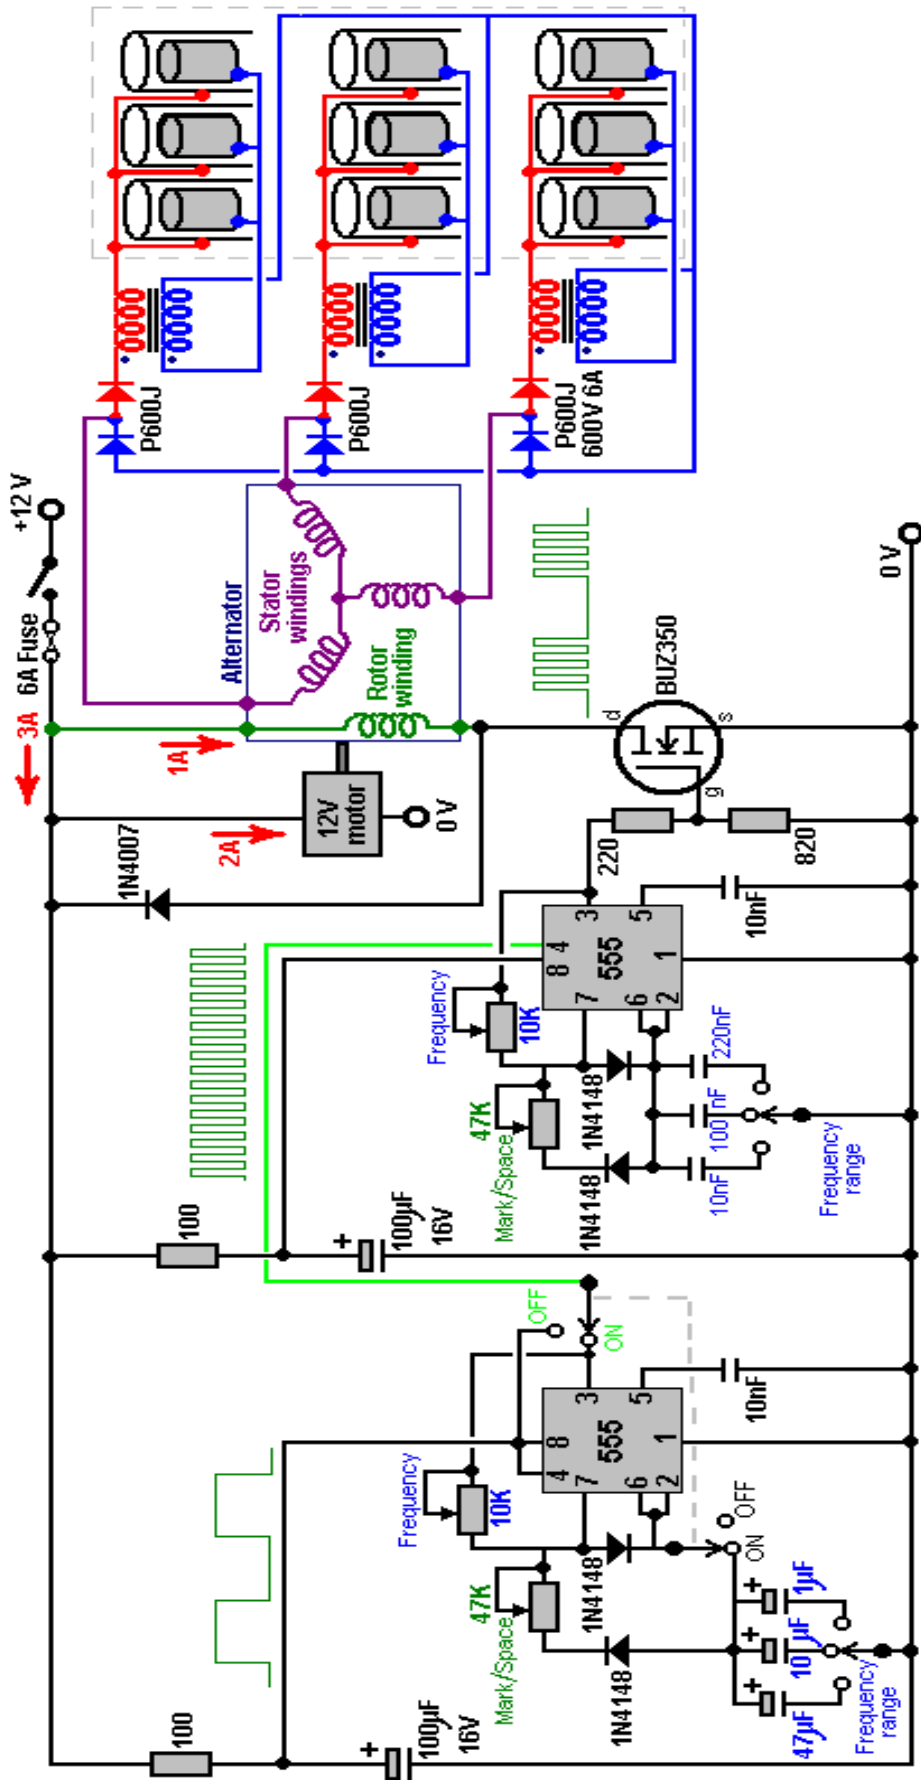 +12 V
6A Fuse
3A
1A
2A
1N4007
12V
motor
0 V
Alternator
Stator
windings
Rotor
winding
P600J
P600J
P600J
600V 6A
BUZ350
d
g
s
220
820
0 V
100
100µF
16V
+
Frequency
10K
47K
Mark/Space
1N4148
1N4148
555
8
4
3
7
6
2
5
1
10nF
10nF
100 nF
220nF
Frequency
range
100
100µF
16V
+
OFF
ON
Frequency
10K
47K
Mark/Space
1N4148
1N4148
555
4
8
3
7
6
2
5
1
10nF
OFF
ON
47µF
+
10 µF
+
1µF
+
Frequency
range